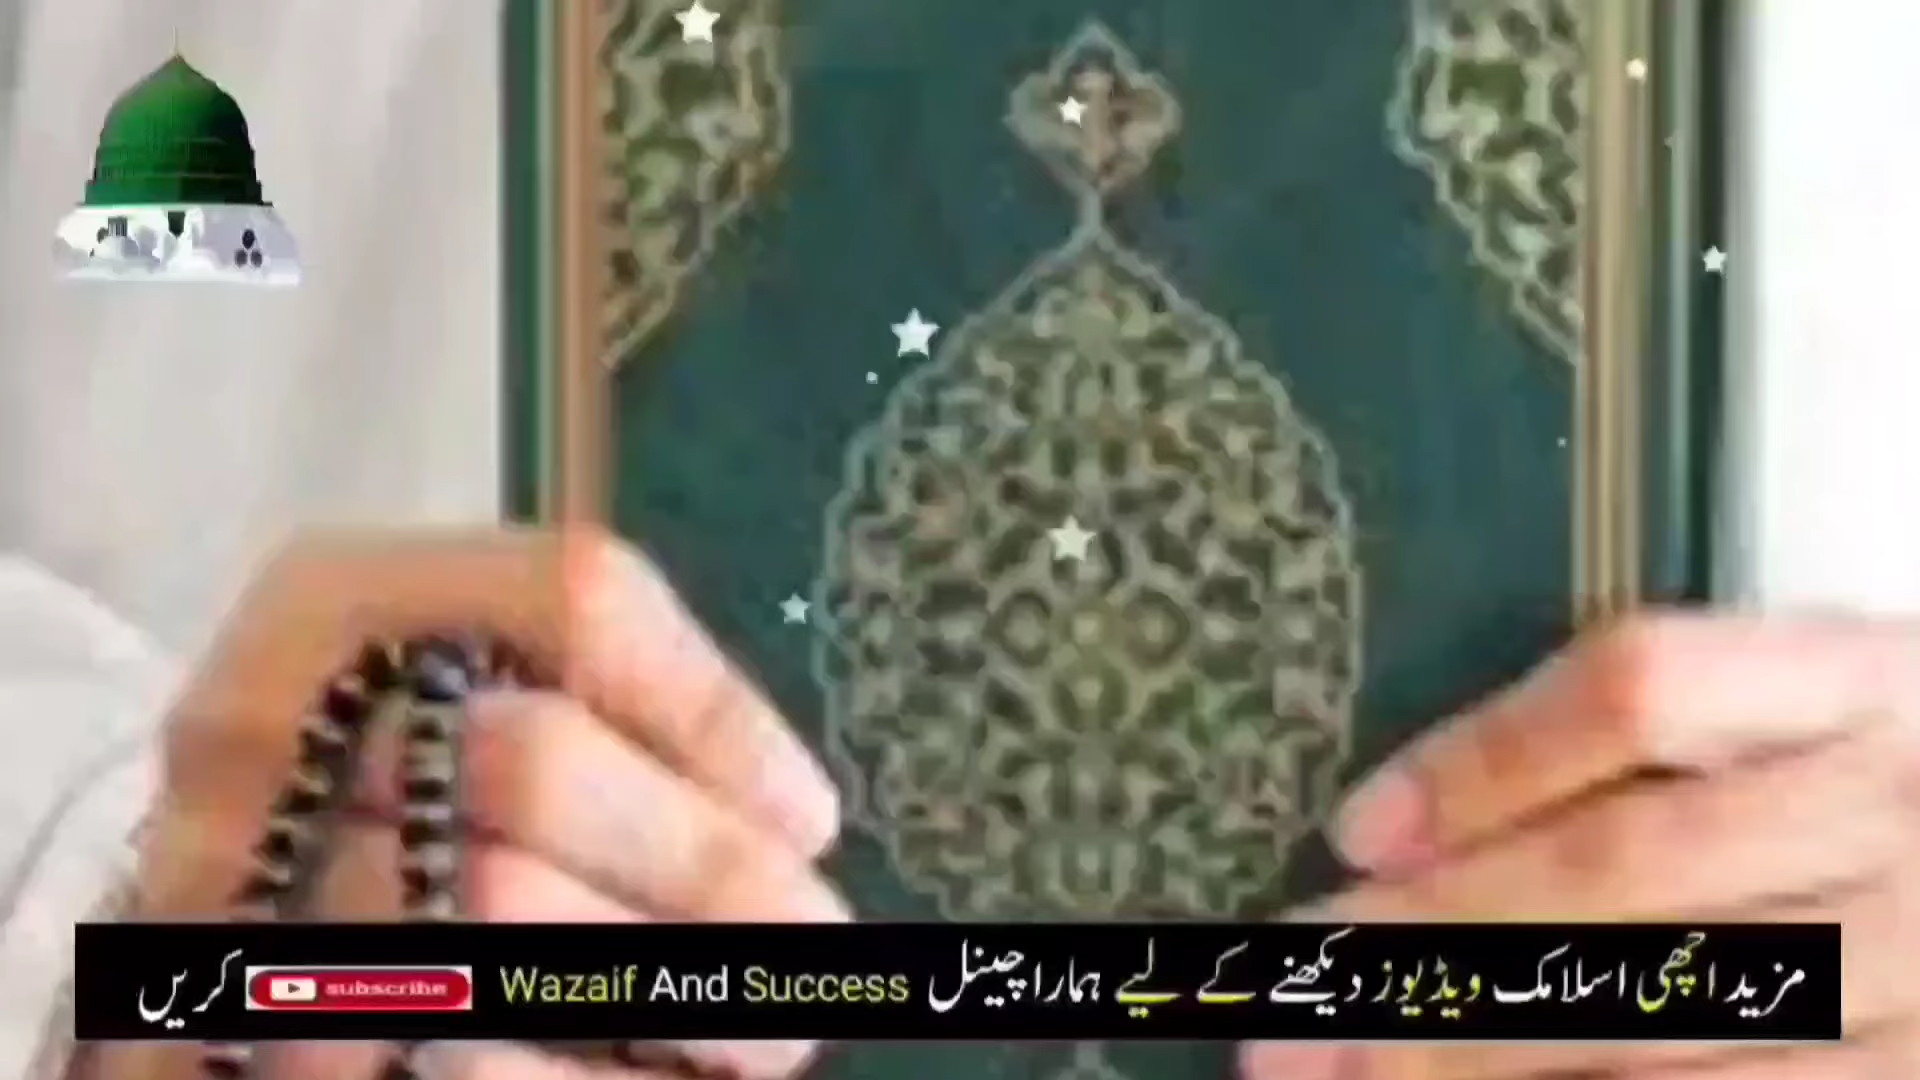 مزید اچھی اسلامک ویڈیوز دیکھنے کے لیے ہمارا چینل Wazaif And Success subscribe کریں